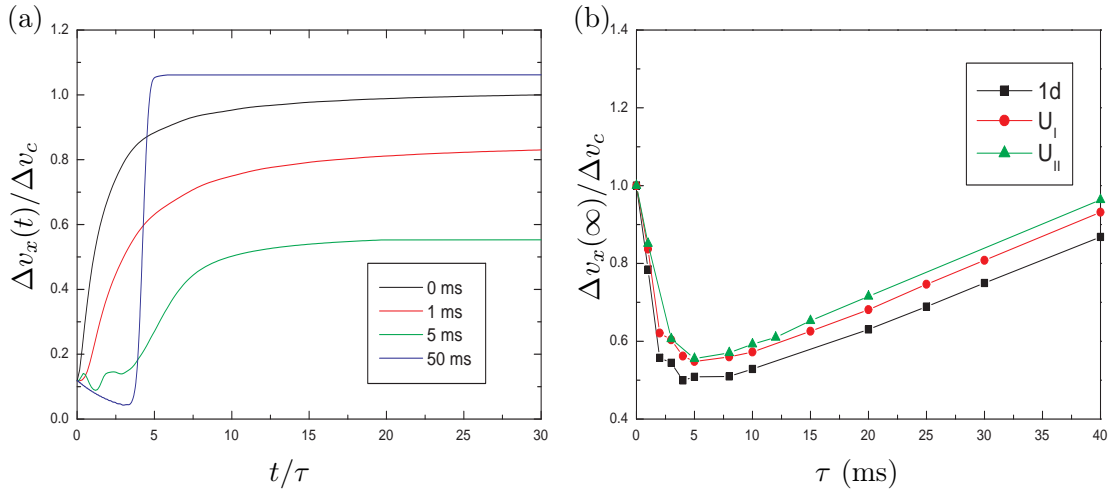 (a)
1.2
1.0
0.8
0.6
0.4
0.2
0.0
Δv_x(t)/Δv_c
0 ms
1 ms
5 ms
50 ms
0 5 10 15 20 25 30
t/τ
(b)
1.4
1.2
1.0
0.8
0.6
0.4
Δv_x(∞)/Δv_c
1d
U_I
U_II
0 5 10 15 20 25 30 35 40
τ (ms)